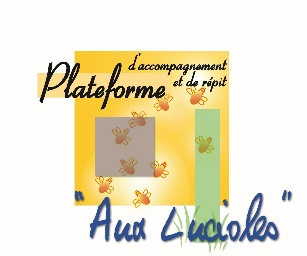 d'accompagnement
Plateforme et de répit
"Aux Lucioles"